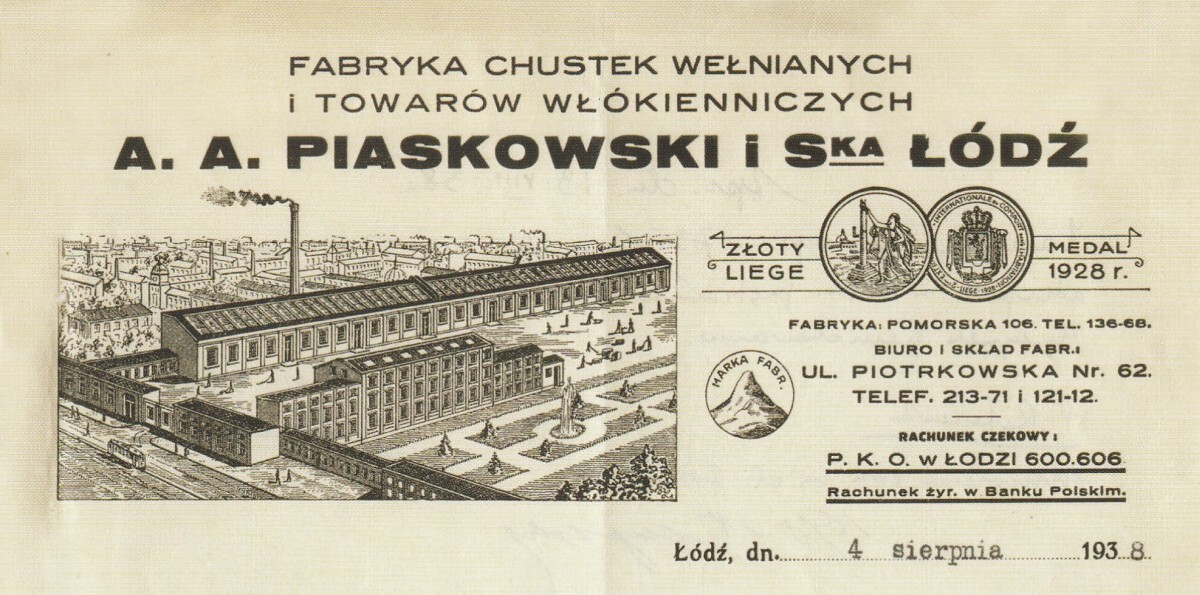 FABRYKA CHUSTEK WEŁNIANYCH
i TOWARÓW WŁÓKIENNICZYCH
A. A. PIASKOWSKI i SKA ŁÓDŹ
ZŁOTY MEDAL
LIEGE 1928 r.
FABRYKA: POMORSKA 106. TEL. 136-68.
BIURO I SKŁAD FABR.:
MARKA FABR.
UL. PIOTRKOWSKA Nr. 62.
TELEF. 213-71 i 121-12.
RACHUNEK CZEKOWY:
P. K. O. w ŁODZI 600.606
Rachunek żyr. w Banku Polskim.
Łódź, dn. 4 sierpnia 1938